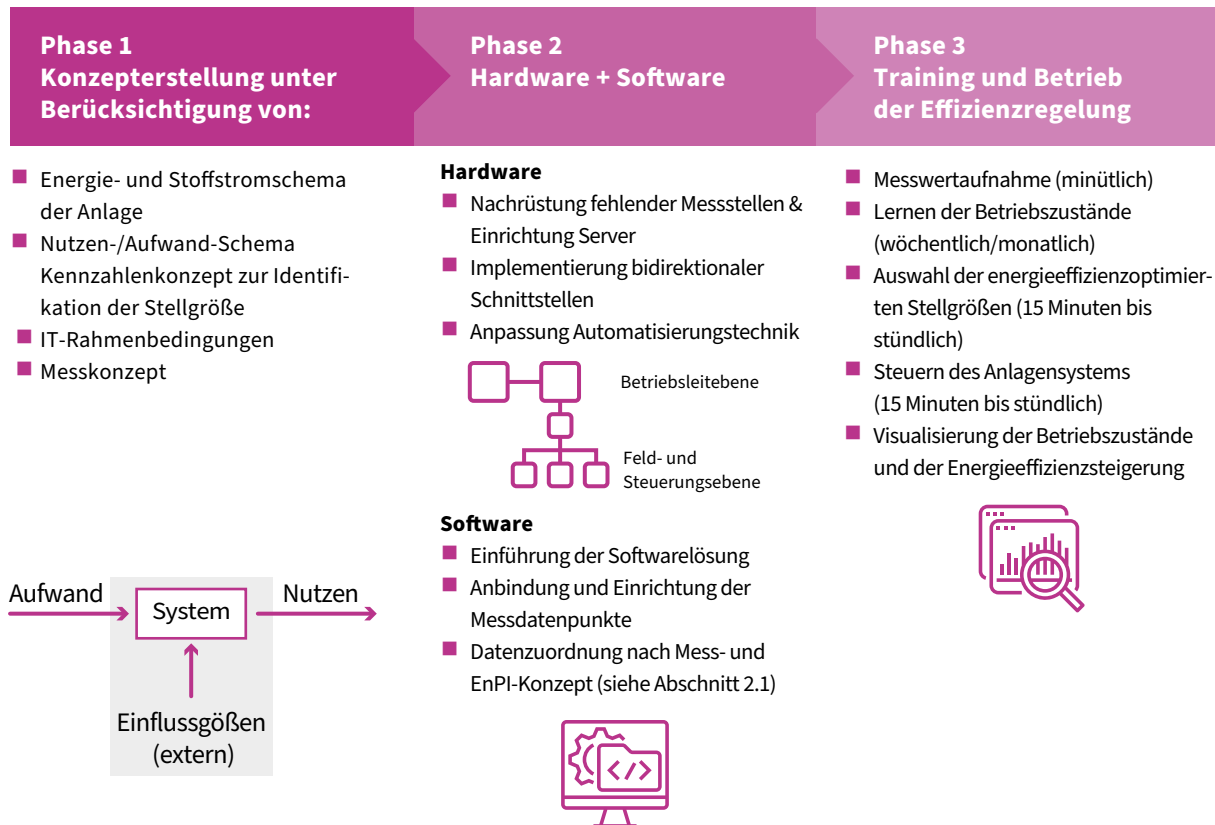 Phase 1
Konzepterstellung unter
Berücksichtigung von:
Energie- und Stoffstromschema
der Anlage
Nutzen-/Aufwand-Schema
Kennzahlenkonzept zur Identifi-
kation der Stellgröße
IT-Rahmenbedingungen
Messkonzept
Aufwand
System
Nutzen
Einflussgößen
(extern)
Phase 2
Hardware + Software
Hardware
Nachrüstung fehlender Messstellen &
Einrichtung Server
Implementierung bidirektionaler
Schnittstellen
Anpassung Automatisierungstechnik
Betriebsleitebene
Feld- und
Steuerungsebene
Software
Einführung der Softwarelösung
Anbindung und Einrichtung der
Messdatenpunkte
Datenzuordnung nach Mess- und
EnPI-Konzept (siehe Abschnitt 2.1)
</>
Phase 3
Training und Betrieb
der Effizienzregelung
Messwertaufnahme (minütlich)
Lernen der Betriebszustände
(wöchentlich/monatlich)
Auswahl der energieeffizienzoptimier-
ten Stellgrößen (15 Minuten bis
stündlich)
Steuern des Anlagensystems
(15 Minuten bis stündlich)
Visualisierung der Betriebszustände
und der Energieeffizienzsteigerung